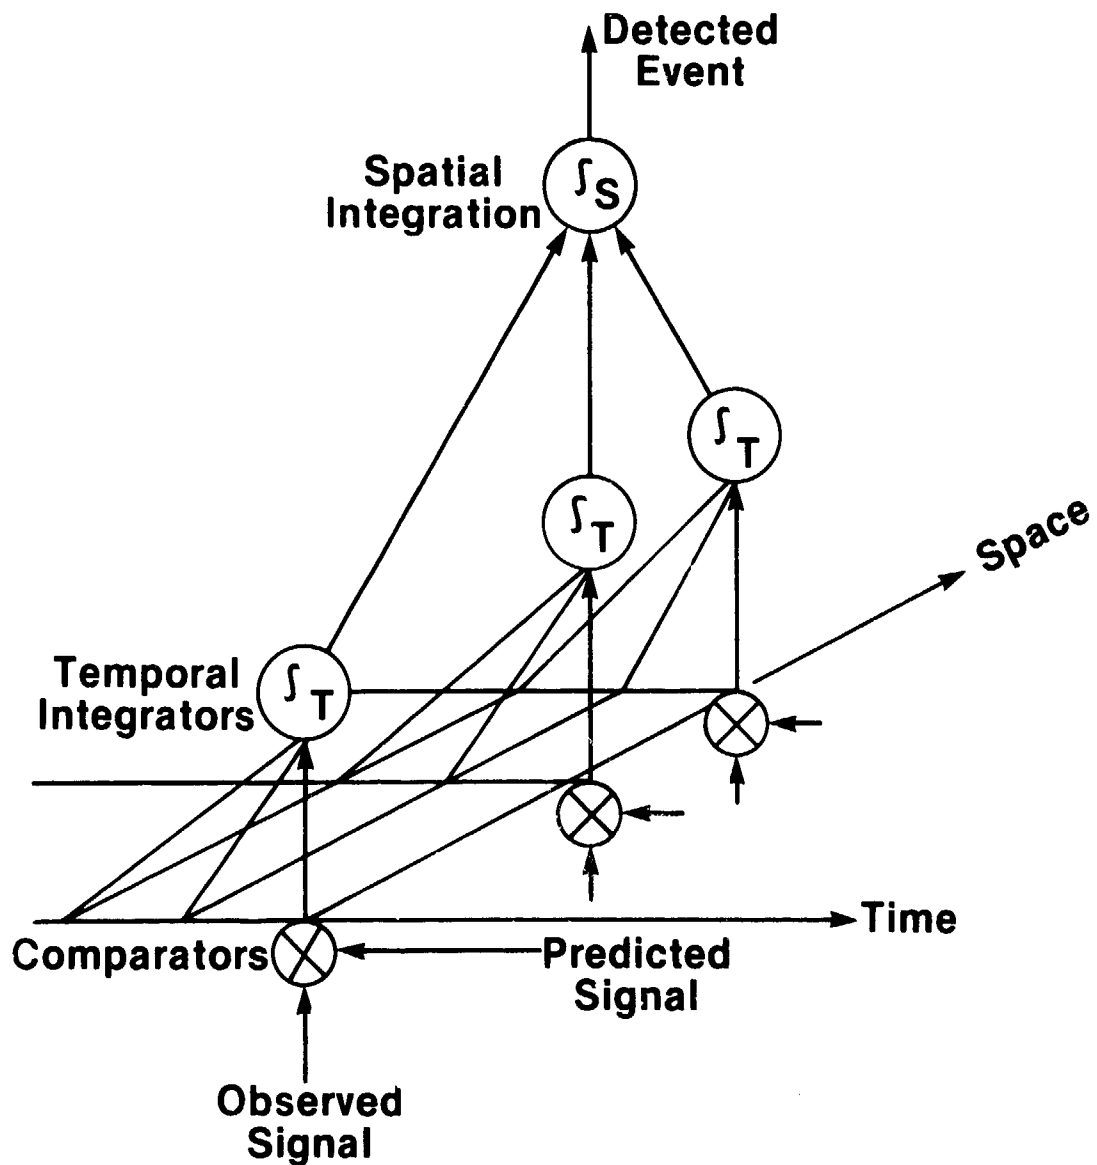 Detected
Event
Spatial
Integration
∫S
∫T
∫T
Space
Temporal
Integrators
∫T
Time
Comparators
Predicted
Signal
Observed
Signal